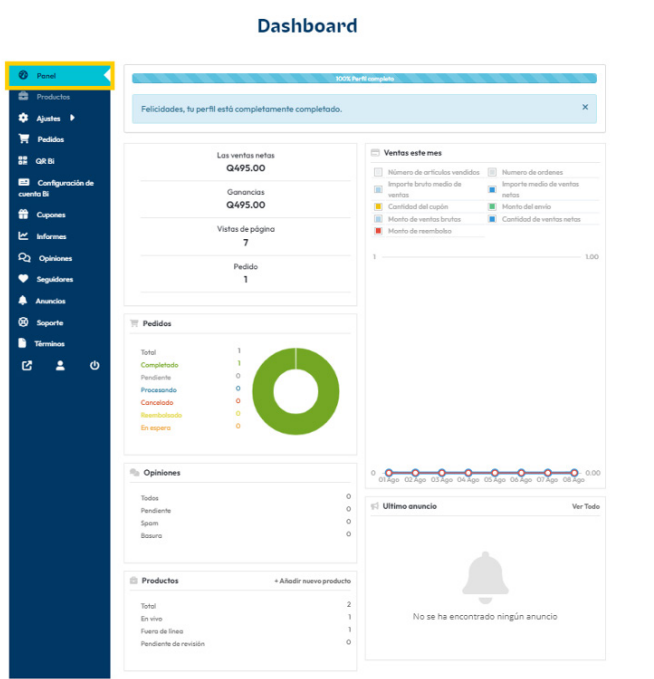 Dashboard
Panel
Productos
Ajustes
Pedidos
QR Bi
Configuración de
cuenta Bi
Cupones
Informes
Opiniones
Seguidores
Anuncios
Soporte
Términos
100% Perfil completo
Felicidades, tu perfil está completamente completado.
×
Las ventas netas
Q495.00
Ganancias
Q495.00
Vistas de página
7
Pedido
1
Pedidos
Total 1
Completado 1
Pendiente 0
Procesando 0
Cancelado 0
Reembolsado 0
En espera 0
Opiniones
Todos 0
Pendiente 0
Spam 0
Basura 0
Productos + Añadir nuevo producto
Total 2
En vivo 1
Fuera de línea 1
Pendiente de revisión 0
Ventas este mes
Número de artículos vendidos Numero de ordenes
Importe bruto medio de Importe medio de ventas
ventas netas
Cantidad del cupón Monto del envío
Monto de ventas brutas Cantidad de ventas netas
Monto de reembolso
1 1.00
0 0.00
01 Ago 02 Ago 03 Ago 04 Ago 05 Ago 06 Ago 07 Ago 08 Ago
Ultimo anuncio Ver Todo
No se ha encontrado ningún anuncio